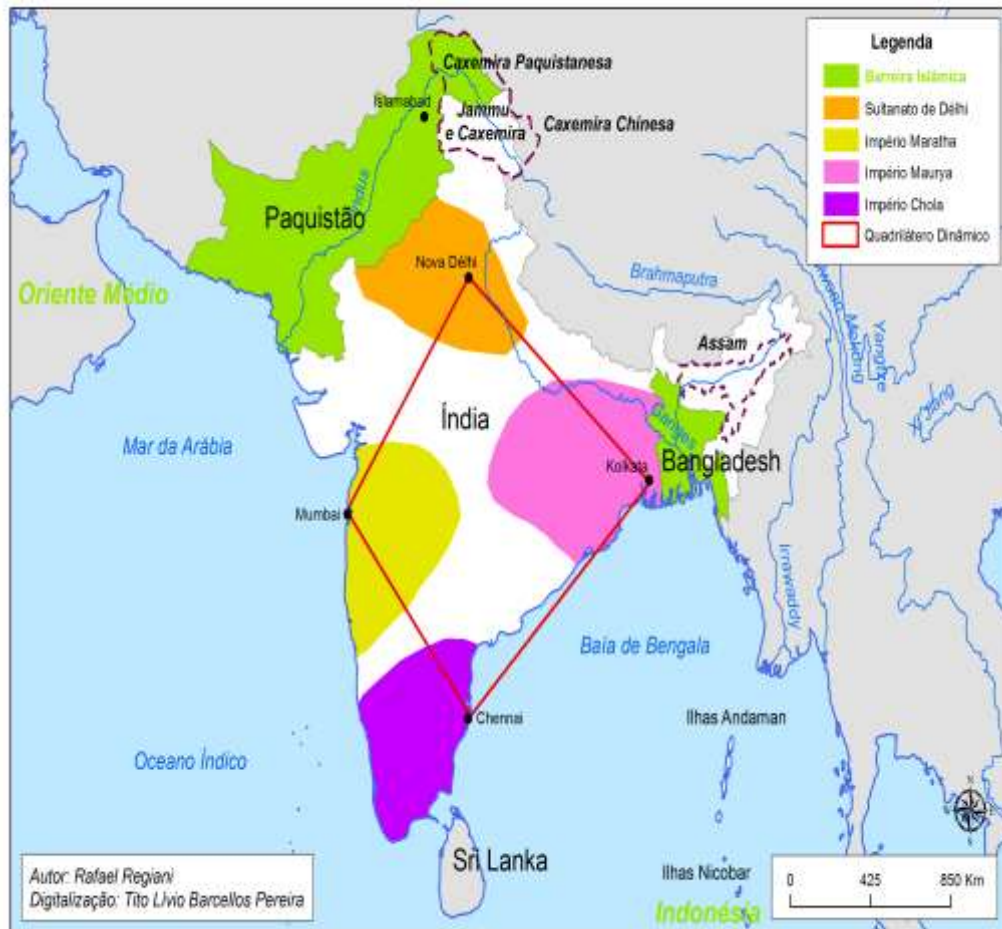 Legenda
Barreira Islâmica
Sultanato de Délhi
Império Maratha
Império Maurya
Império Chola
Quadrilátero Dinâmico
Caxemira Paquistanesa
Islamabad
Jammu
e Caxemira
Caxemira Chinesa
Indus
Paquistão
Nova Délhi
Oriente Médio
Brahmaputra
Assam
Mekong
Yangtze
Xi Jiang
Índia
Mar da Arábia
Ganges
Kolkata
Bangladesh
Mumbai
Irrawaddy
Baía de Bengala
Chennai
Ilhas Andaman
Oceano Índico
Sri Lanka
Ilhas Nicobar
Indonésia
N
Autor: Rafael Regiani
Digitalização: Tito Lívio Barcellos Pereira
0 425 850 Km